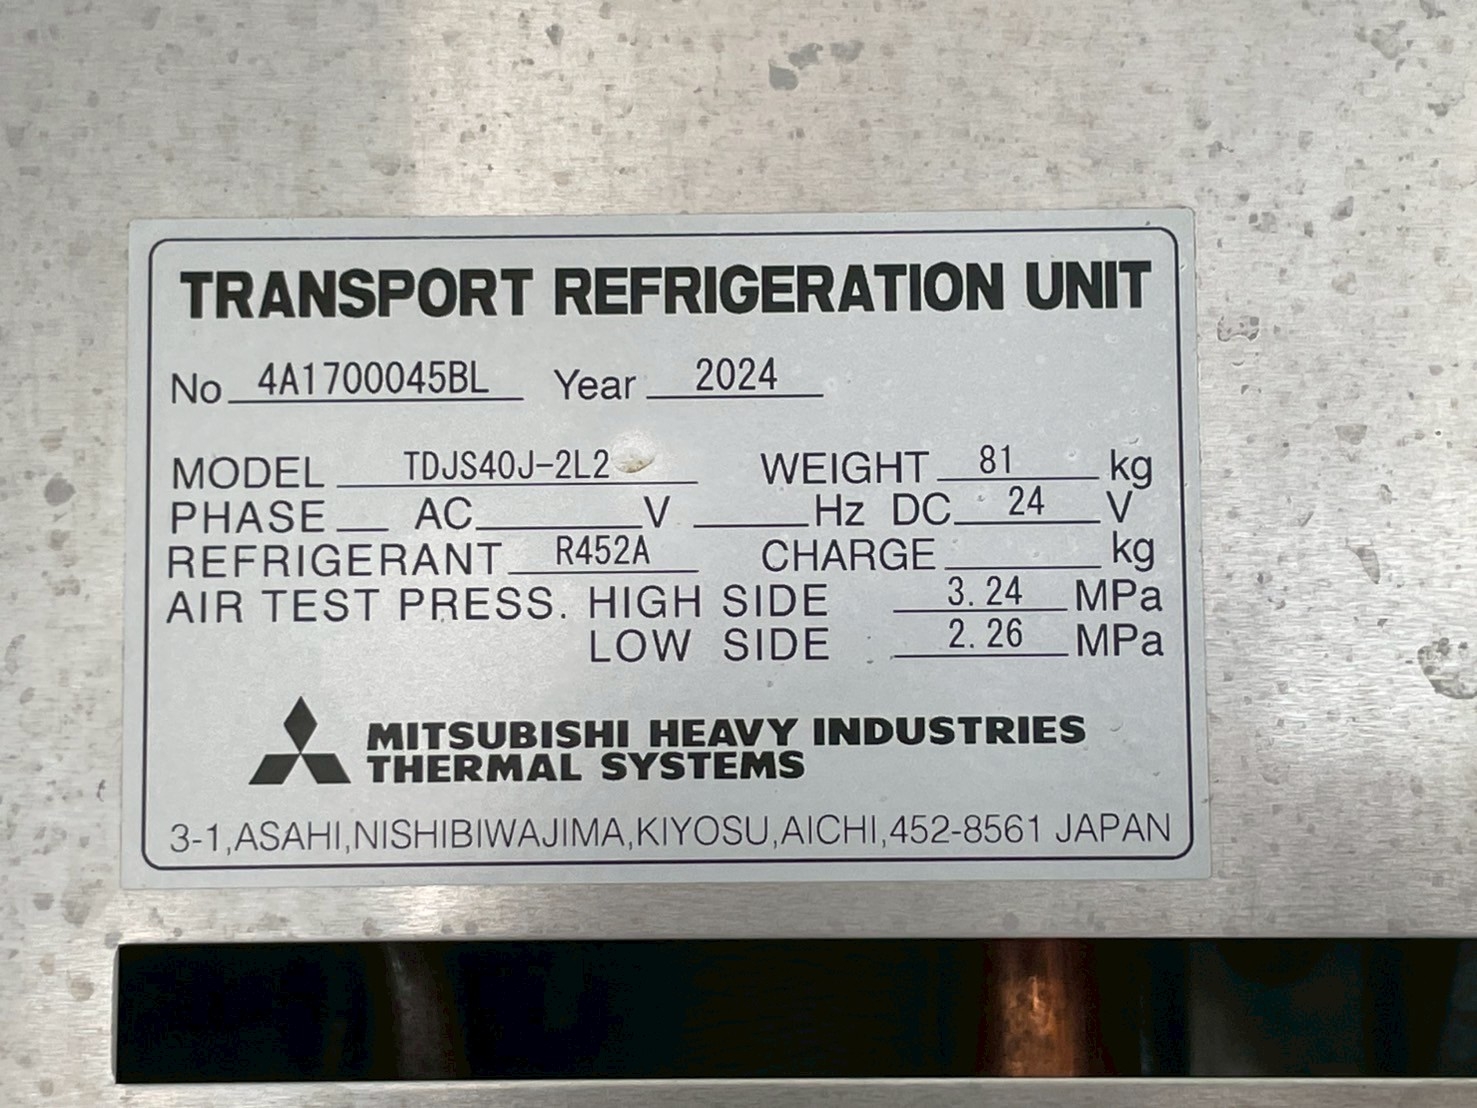 TRANSPORT REFRIGERATION UNIT
No 4A1700045BL Year 2024
MODEL TDJS40J-2L2 WEIGHT 81 kg
PHASE AC V Hz DC 24 V
REFRIGERANT R452A CHARGE kg
AIR TEST PRESS. HIGH SIDE 3.24 MPa
LOW SIDE 2.26 MPa
MITSUBISHI HEAVY INDUSTRIES
THERMAL SYSTEMS
3-1,ASAHI,NISHIBIWAJIMA,KIYOSU,AICHI,452-8561 JAPAN